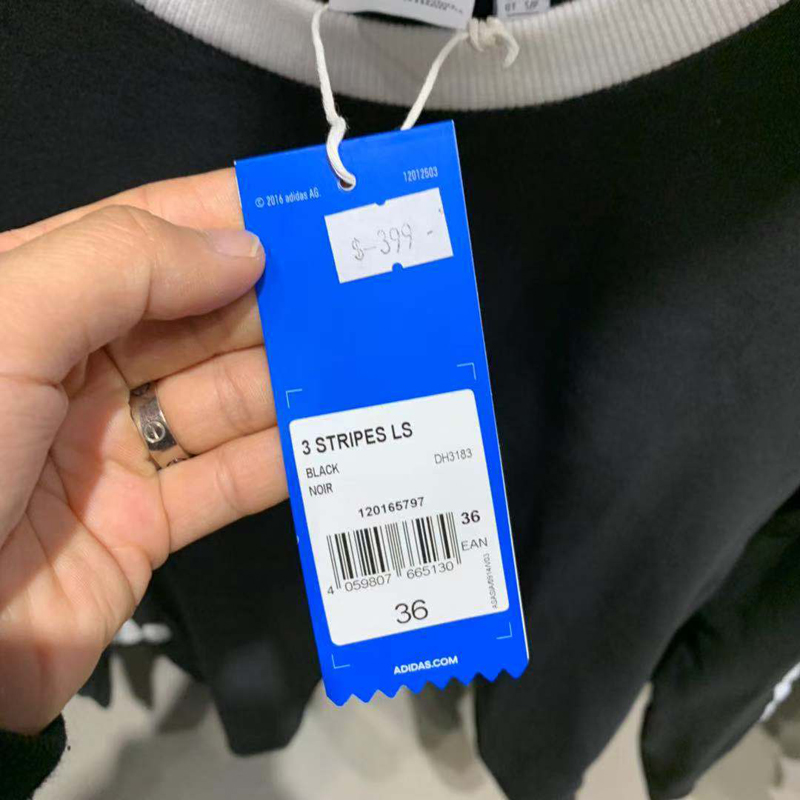 © 2016 adidas AG.
12012503
$-399-
3 STRIPES LS
BLACK
DH3183
NOIR
120165797
36
EAN
4 059807 665130
36
ADIDAS.COM